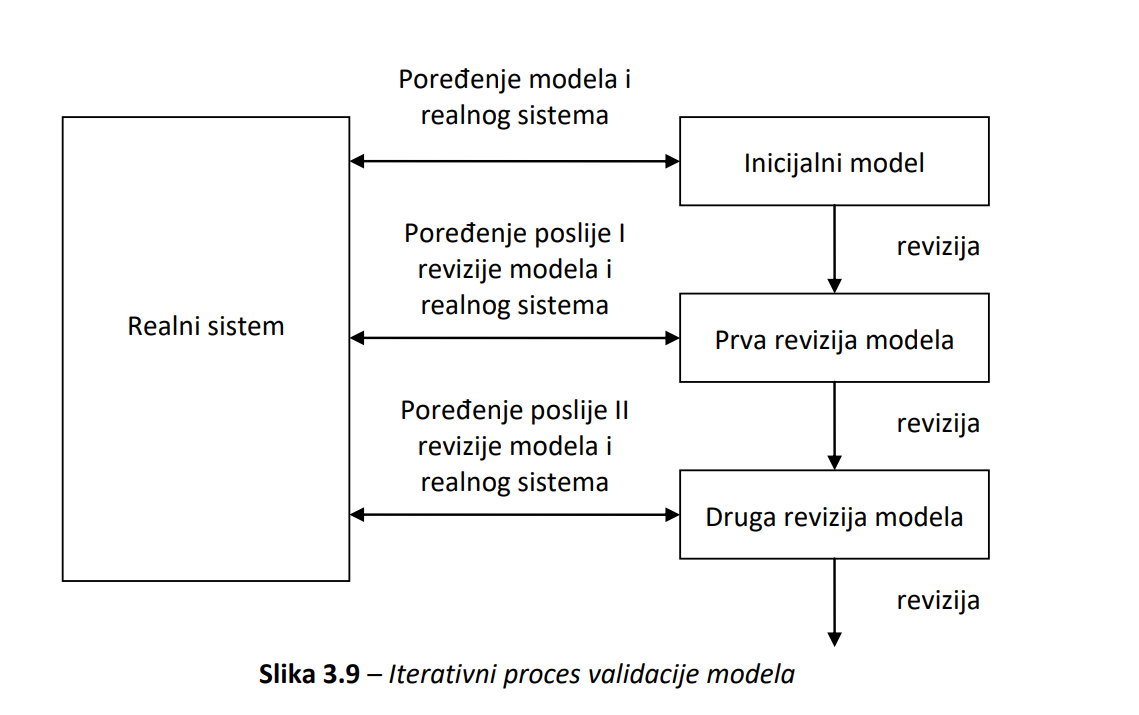 Poređenje modela i
realnog sistema
Inicijalni model
revizija
Poređenje poslije I
revizije modela i
realnog sistema
Realni sistem
Prva revizija modela
revizija
Poređenje poslije II
revizije modela i
realnog sistema
Druga revizija modela
revizija
Slika 3.9 – Iterativni proces validacije modela